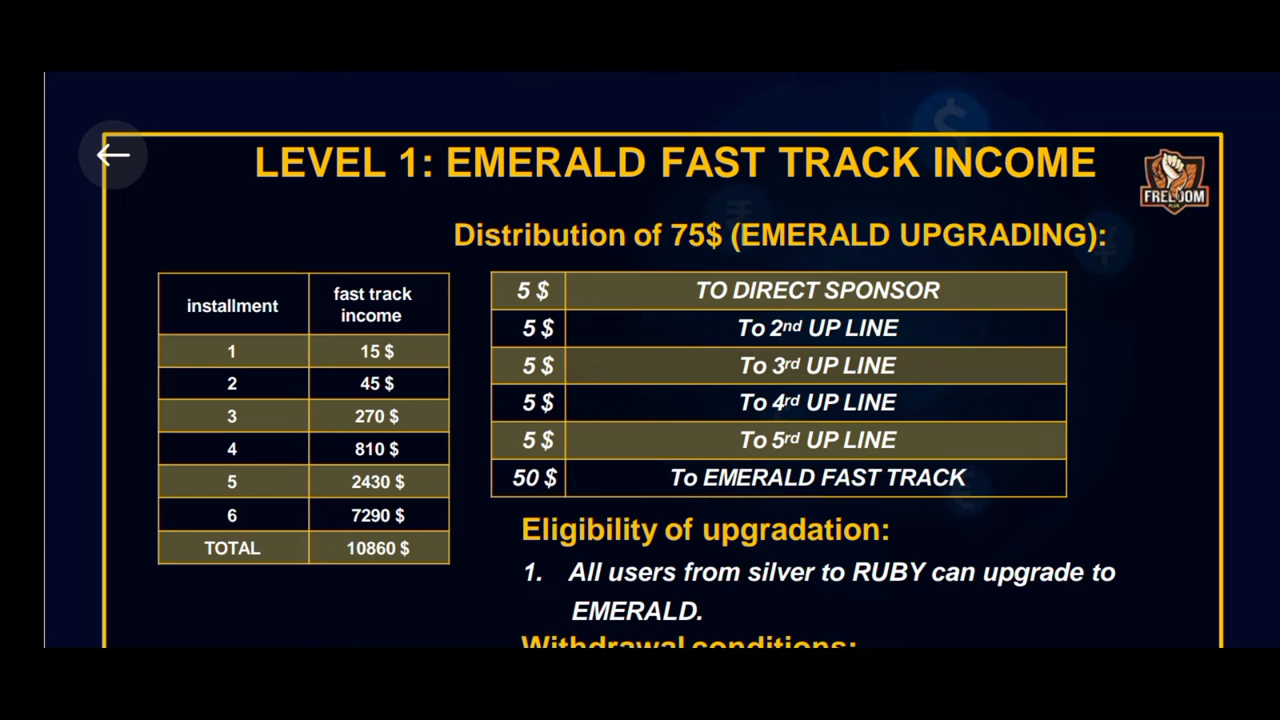 LEVEL 1: EMERALD FAST TRACK INCOME
FREEDOM
PLUS
Distribution of 75$ (EMERALD UPGRADING):
installment fast track income
1 15 $
2 45 $
3 270 $
4 810 $
5 2430 $
6 7290 $
TOTAL 10860 $
5 $ TO DIRECT SPONSOR
5 $ To 2nd UP LINE
5 $ To 3rd UP LINE
5 $ To 4rd UP LINE
5 $ To 5rd UP LINE
50 $ To EMERALD FAST TRACK
Eligibility of upgradation:
1. All users from silver to RUBY can upgrade to
EMERALD.
Withdrawal conditions: